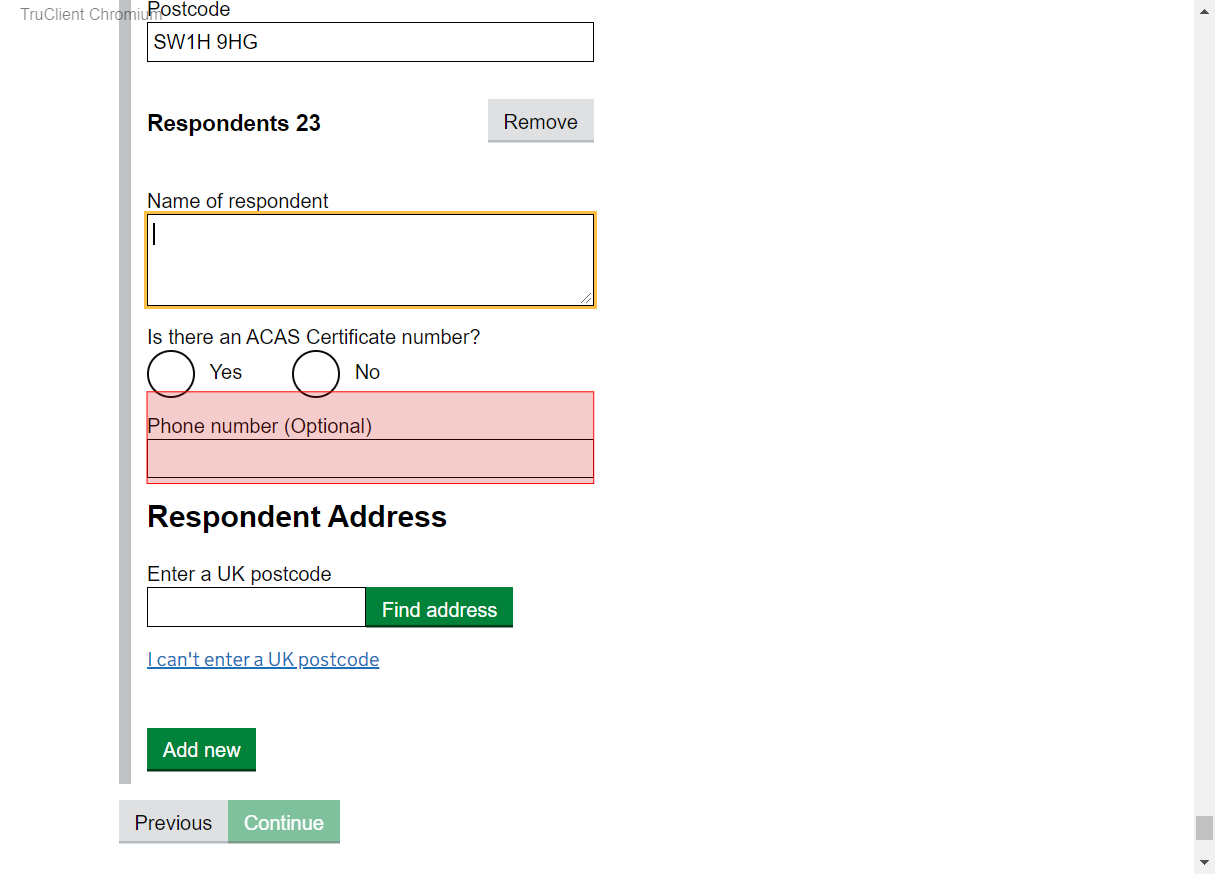 TruClient Chromium
Postcode
SW1H 9HG
Respondents 23
Remove
Name of respondent
Is there an ACAS Certificate number?
Yes No
Phone number (Optional)
Respondent Address
Enter a UK postcode
Find address
I can't enter a UK postcode
Add new
Previous Continue